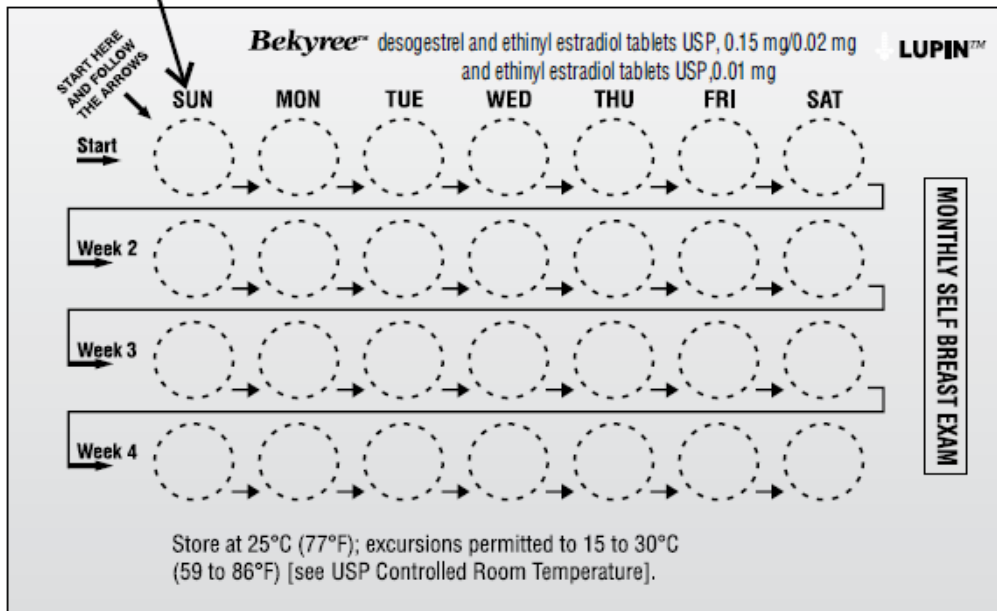 START HERE
AND FOLLOW
THE ARROWS
Bekyree™ desogestrel and ethinyl estradiol tablets USP, 0.15 mg/0.02 mg
and ethinyl estradiol tablets USP,0.01 mg
LUPIN™
SUN MON TUE WED THU FRI SAT
Start
Week 2
Week 3
Week 4
MONTHLY SELF BREAST EXAM
Store at 25°C (77°F); excursions permitted to 15 to 30°C
(59 to 86°F) [see USP Controlled Room Temperature].